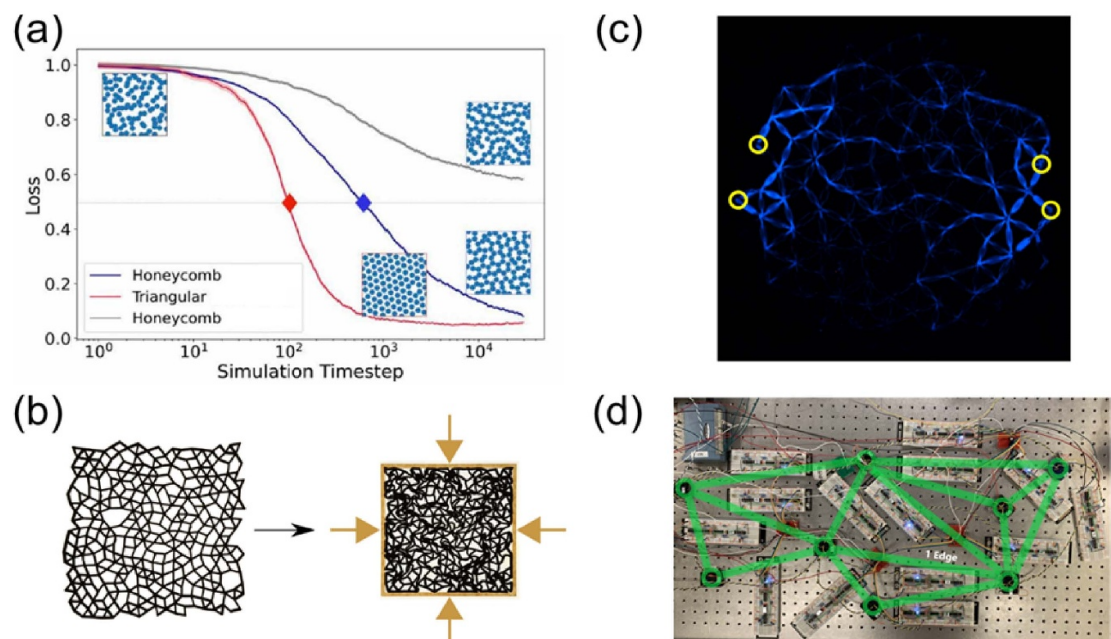 (a)
1.0
0.8
0.6
0.4
0.2
0.0
Loss
Honeycomb
Triangular
Honeycomb
10⁰
10¹
10²
10³
10⁴
Simulation Timestep
(b)
(c)
(d)
1 Edge